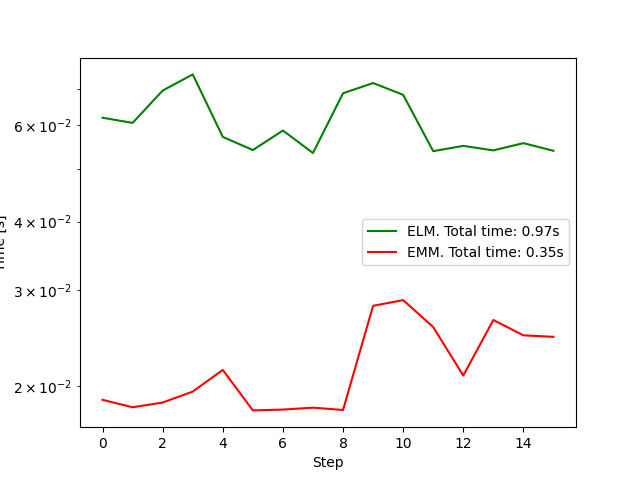 6 × 10⁻²
4 × 10⁻²
3 × 10⁻²
2 × 10⁻²
Time [s]
ELM. Total time: 0.97s
EMM. Total time: 0.35s
0 2 4 6 8 10 12 14
Step